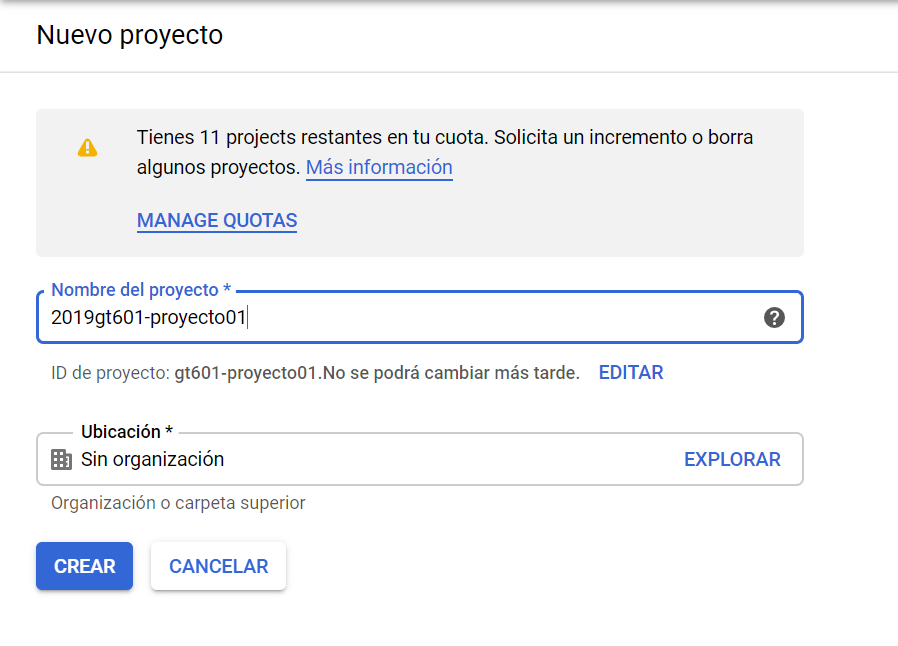 Nuevo proyecto
Tienes 11 projects restantes en tu cuota. Solicita un incremento o borra
algunos proyectos. Más información
MANAGE QUOTAS
Nombre del proyecto *
2019gt601-proyecto01
ID de proyecto: gt601-proyecto01.No se podrá cambiar más tarde. EDITAR
Ubicación *
Sin organización EXPLORAR
Organización o carpeta superior
CREAR CANCELAR